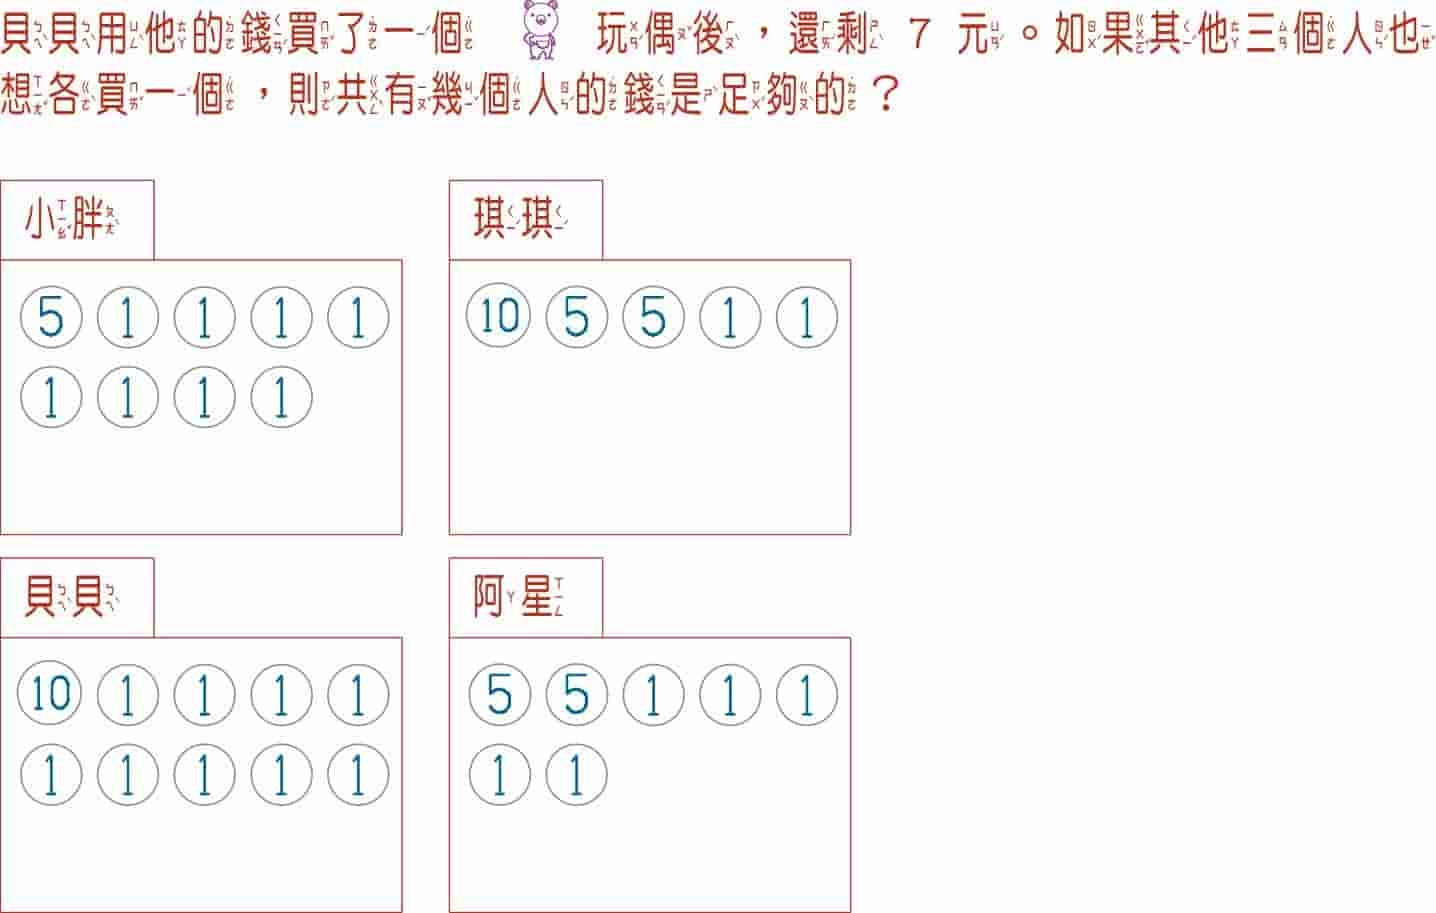 貝貝用他的錢買了一個 玩偶後，還剩 7 元。如果其他三個人也
想各買一個，則共有幾個人的錢是足夠的？
小胖 琪琪
5 1 1 1 1 10 5 5 1 1
1 1 1 1
貝貝 阿星
10 1 1 1 1 5 5 1 1 1
1 1 1 1 1 1 1